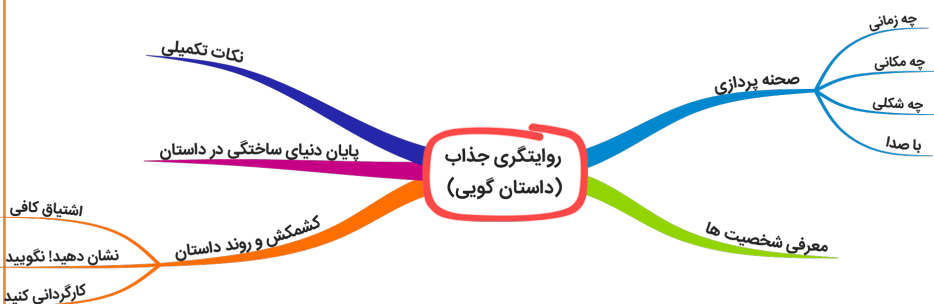 روایتگری جذاب
(داستان گویی)
صحنه پردازی
چه زمانی
چه مکانی
چه شکلی
با صدا
معرفی شخصیت ها
کشمکش و روند داستان
اشتیاق کافی
نشان دهید! نگویید
کارگردانی کنید
پایان دنیای ساختگی در داستان
نکات تکمیلی